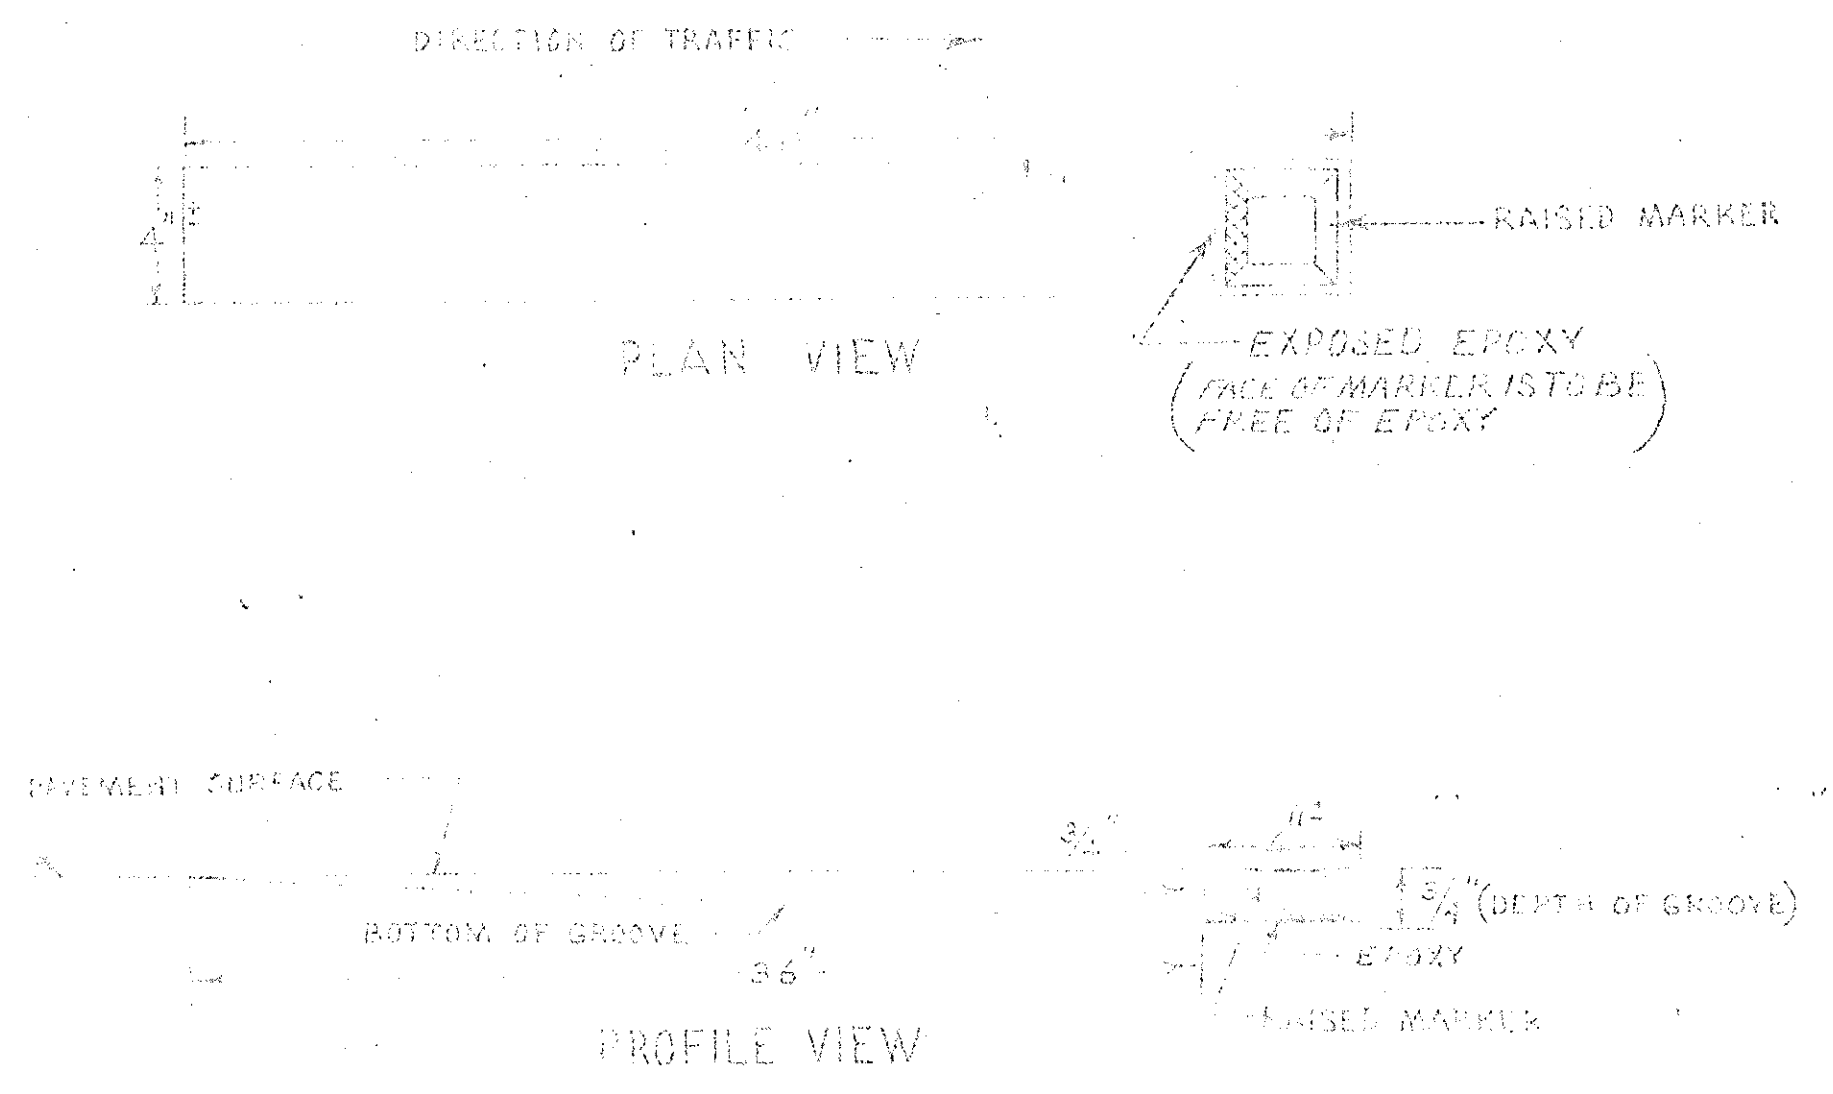 DIRECTION OF TRAFFIC
4"±
RAISED MARKER
PLAN VIEW
EXPOSED EPOXY
(FACE OF MARKER IS TO BE
FREE OF EPOXY)
PAVEMENT SURFACE
3/4"
3/4" (DEPTH OF GROOVE)
BOTTOM OF GROOVE
EPOXY
36"
RAISED MARKER
PROFILE VIEW